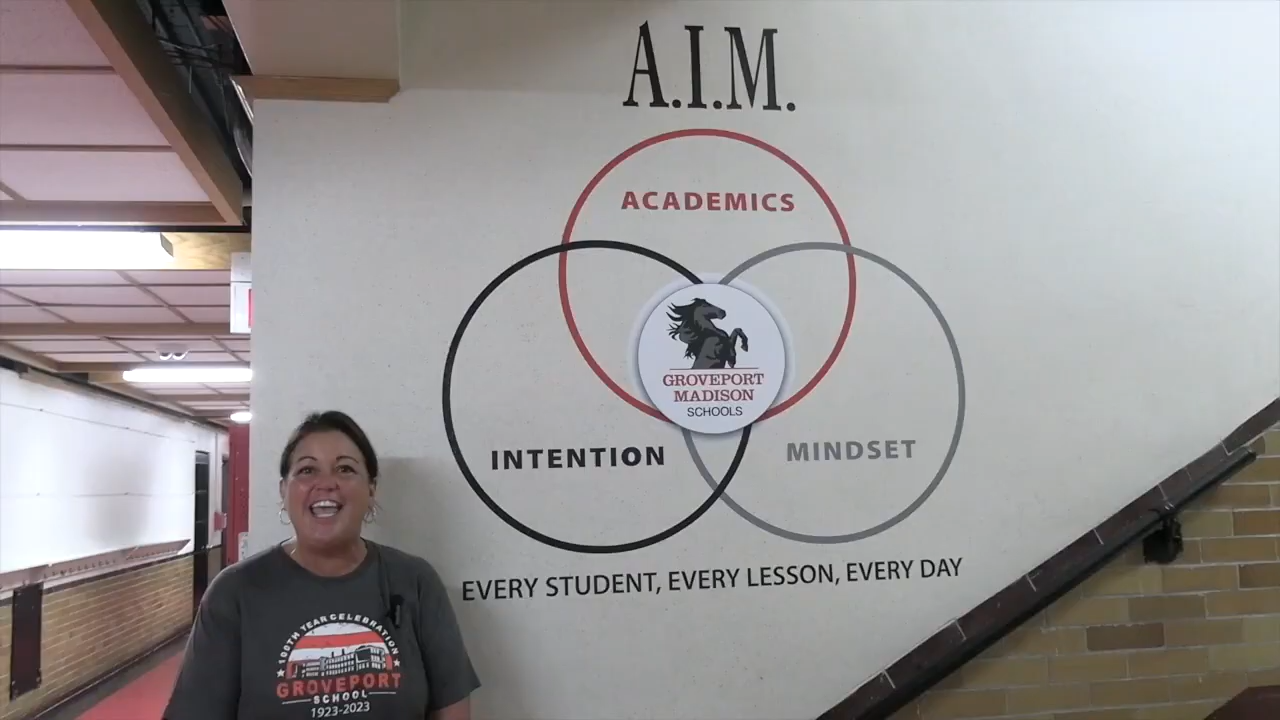 A.I.M.
ACADEMICS
GROVEPORT
MADISON
SCHOOLS
INTENTION
MINDSET
EVERY STUDENT, EVERY LESSON, EVERY DAY
100TH YEAR CELEBRATION
GROVEPORT
SCHOOL
1923-2023